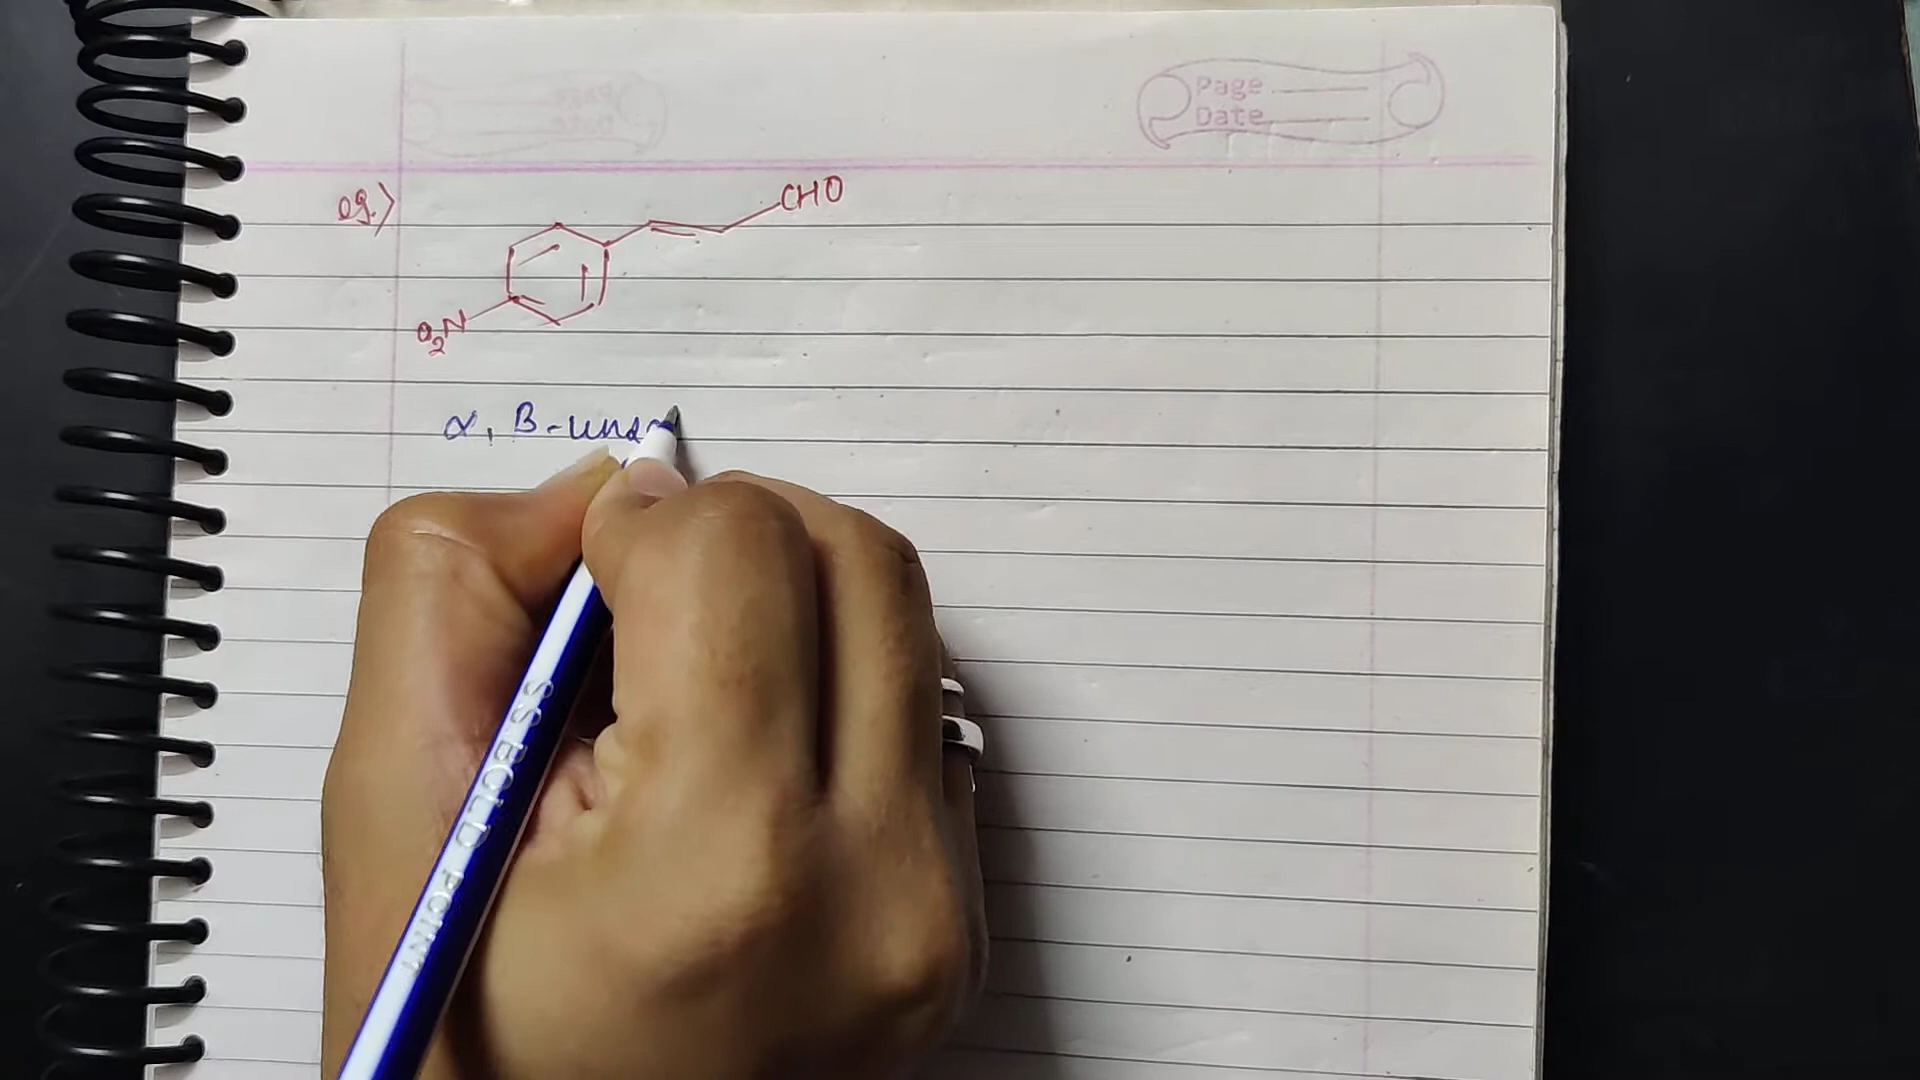 Page
Date
eg.)
CHO
O2N
α, β-unsa
SS BOLD POINT